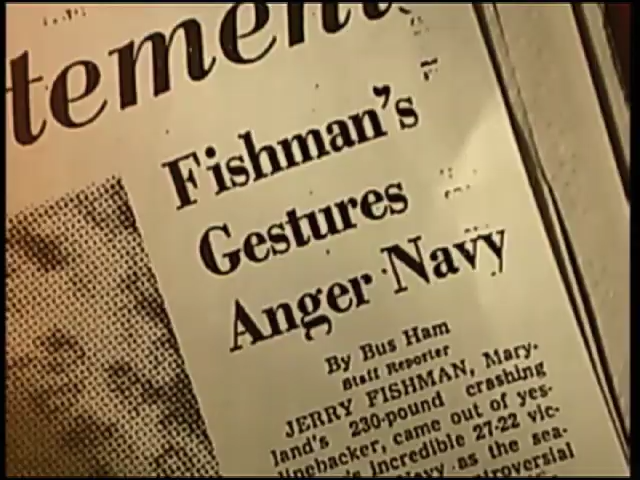 tement
Fishman's
Gestures
Anger Navy
By Bus Ham
Staff Reporter
JERRY FISHMAN, Mary-
land's 230-pound crashing
linebacker, came out of yes-
incredible 27-22 vic-
as the sea-